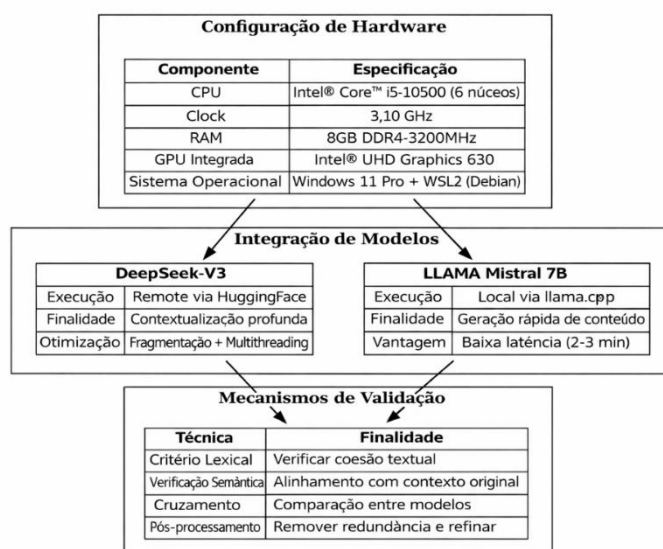 Configuração de Hardware
Componente Especificação
CPU Intel® Core™ i5-10500 (6 núceos)
Clock 3,10 GHz
RAM 8GB DDR4-3200MHz
GPU Integrada Intel® UHD Graphics 630
Sistema Operacional Windows 11 Pro + WSL2 (Debian)
Integração de Modelos
DeepSeek-V3
Execução Remote via HuggingFace
Finalidade Contextualização profunda
Otimização Fragmentação + Multithreading
LLAMA Mistral 7B
Execução Local via llama.cpp
Finalidade Geração rápida de conteúdo
Vantagem Baixa laténcia (2-3 min)
Mecanismos de Validação
Técnica Finalidade
Critério Lexical Verificar coesão textual
Verificação Semântica Alinhamento com contexto original
Cruzamento Comparação entre modelos
Pós-processamento Remover redundância e refinar